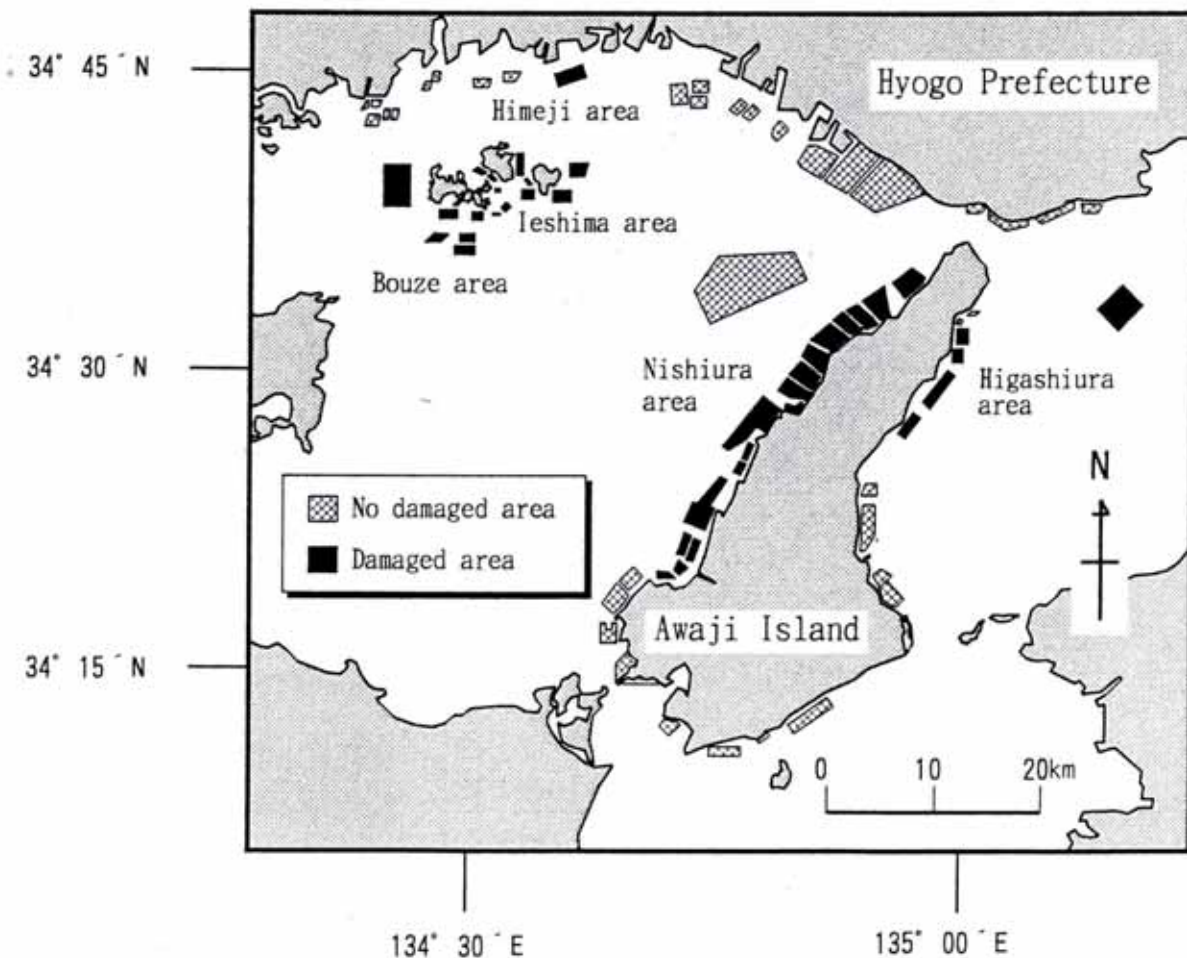 34° 45´N
Hyogo Prefecture
Himeji area
Ieshima area
Bouze area
34° 30´N
Nishiura
area
Higashiura
area
N
No damaged area
Damaged area
Awaji Island
34° 15´N
0 10 20km
134° 30´E
135° 00´E